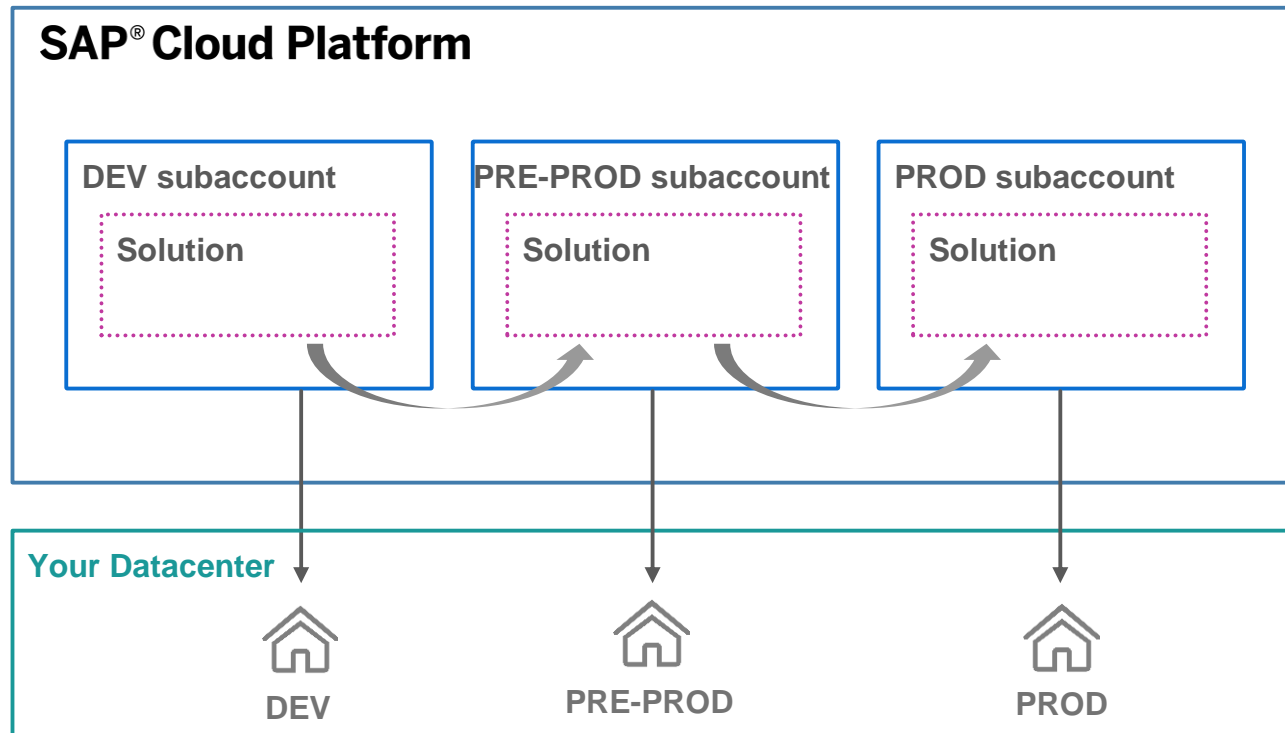 SAP® Cloud Platform
DEV subaccount
PRE-PROD subaccount
PROD subaccount
Solution
Solution
Solution
Your Datacenter
DEV
PRE-PROD
PROD